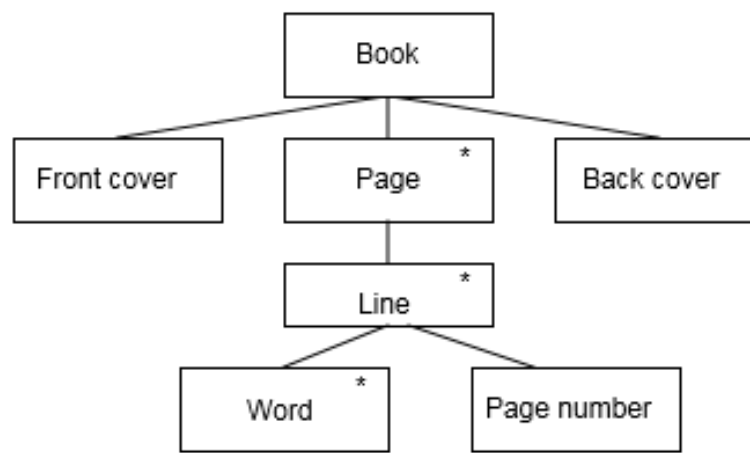 Book
Front cover
Page *
Back cover
Line *
Word *
Page number